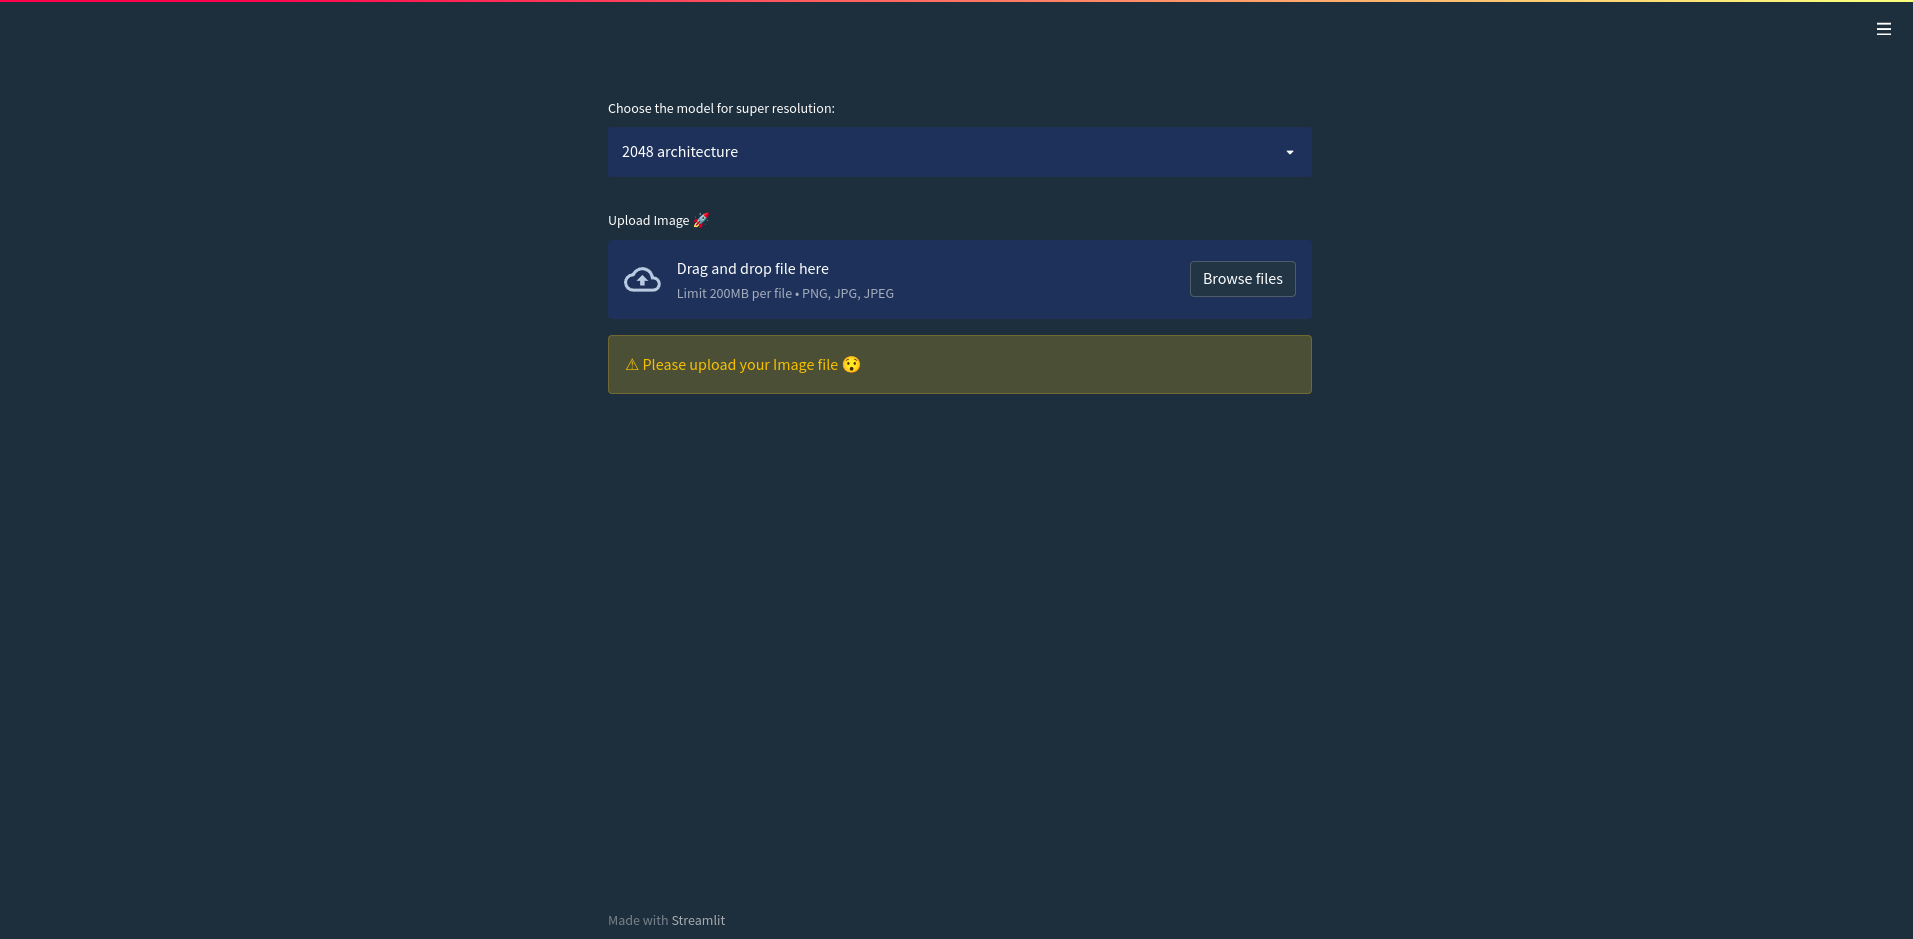 Choose the model for super resolution:
2048 architecture
Upload Image 🚀
Drag and drop file here
Limit 200MB per file • PNG, JPG, JPEG
Browse files
⚠ Please upload your Image file 😯
Made with Streamlit